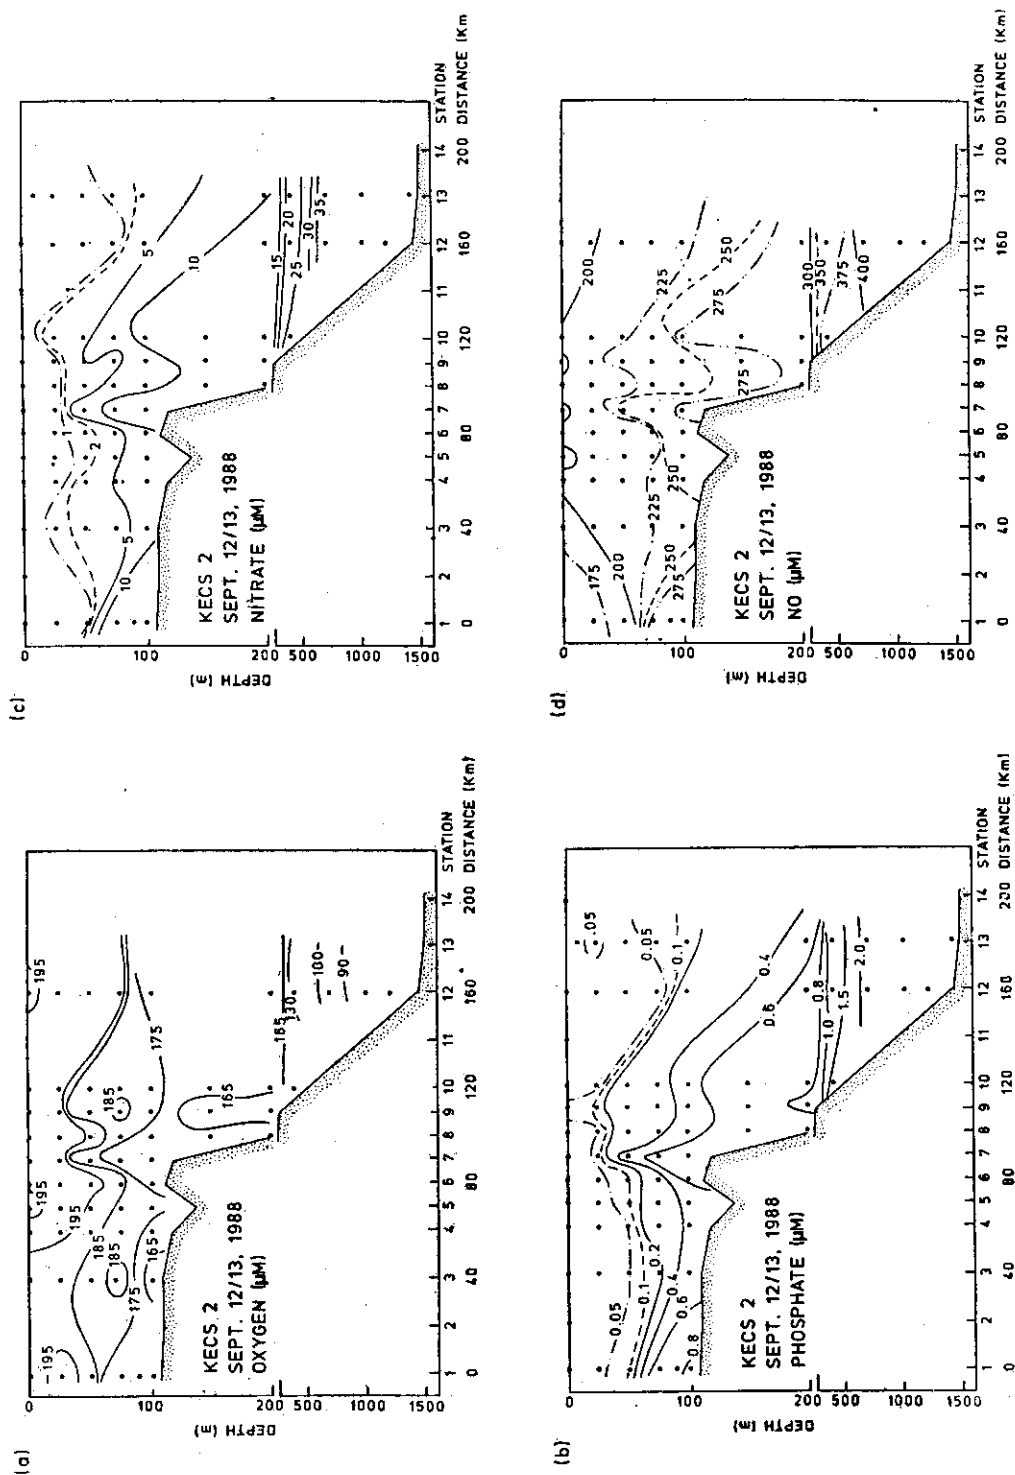 (a)
0
100
200
500
1000
1500
DEPTH (m)
195
195
195
195
185
185
185
175
175
165
165
165
130
100
90
KECS 2
SEPT. 12/13, 1988
OXYGEN (μM)
1 2 3 4 5 6 7 8 9 10 11 12 13 14 STATION
0 40 80 120 160 200 DISTANCE (Km)
(b)
0
100
200
500
1000
1500
DEPTH (m)
.05
0.05
0.05
0.1
0.1
0.2
0.4
0.4
0.6
0.6
0.8
0.8
1.0
1.5
2.0
KECS 2
SEPT. 12/13, 1988
PHOSPHATE (μM)
1 2 3 4 5 6 7 8 9 10 11 12 13 14 STATION
0 40 80 120 160 200 DISTANCE (Km)
(c)
0
100
200
500
1000
1500
DEPTH (m)
1
1
2
5
5
10
10
15
20
25
30
35
KECS 2
SEPT. 12/13, 1988
NITRATE (μM)
1 2 3 4 5 6 7 8 9 10 11 12 13 14 STATION
0 40 80 120 160 200 DISTANCE (Km
(d)
0
100
200
500
1000
1500
DEPTH (m)
175
200
200
225
225
250
250
275
275
275
300
350
375
400
KECS 2
SEPT. 12/13, 1988
NO (μM)
1 2 3 4 5 6 7 8 9 10 11 12 13 14 STATION
0 40 80 120 160 200 DISTANCE (Km)